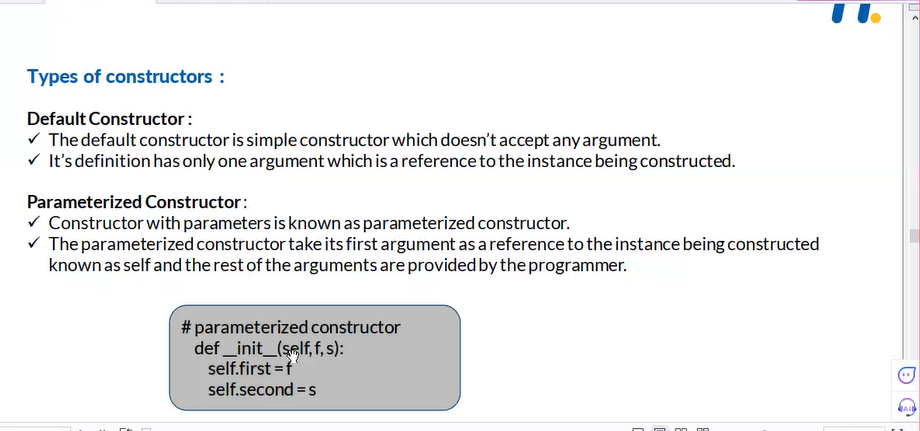 Types of constructors :
Default Constructor :
✓ The default constructor is simple constructor which doesn't accept any argument.
✓ It's definition has only one argument which is a reference to the instance being constructed.
Parameterized Constructor :
✓ Constructor with parameters is known as parameterized constructor.
✓ The parameterized constructor take its first argument as a reference to the instance being constructed
known as self and the rest of the arguments are provided by the programmer.
# parameterized constructor
def __init__(self, f, s):
self.first = f
self.second = s